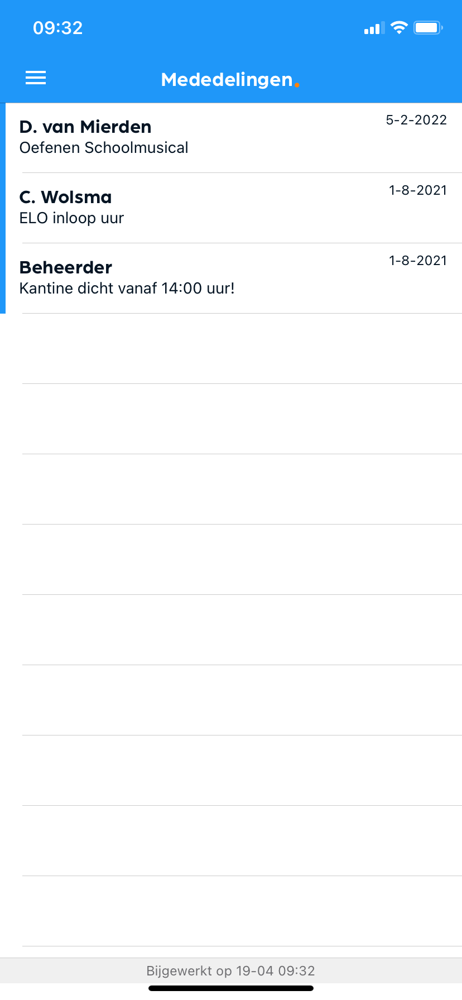 09:32
Mededelingen.
D. van Mierden
5-2-2022
Oefenen Schoolmusical
C. Wolsma
1-8-2021
ELO inloop uur
Beheerder
1-8-2021
Kantine dicht vanaf 14:00 uur!
Bijgewerkt op 19-04 09:32